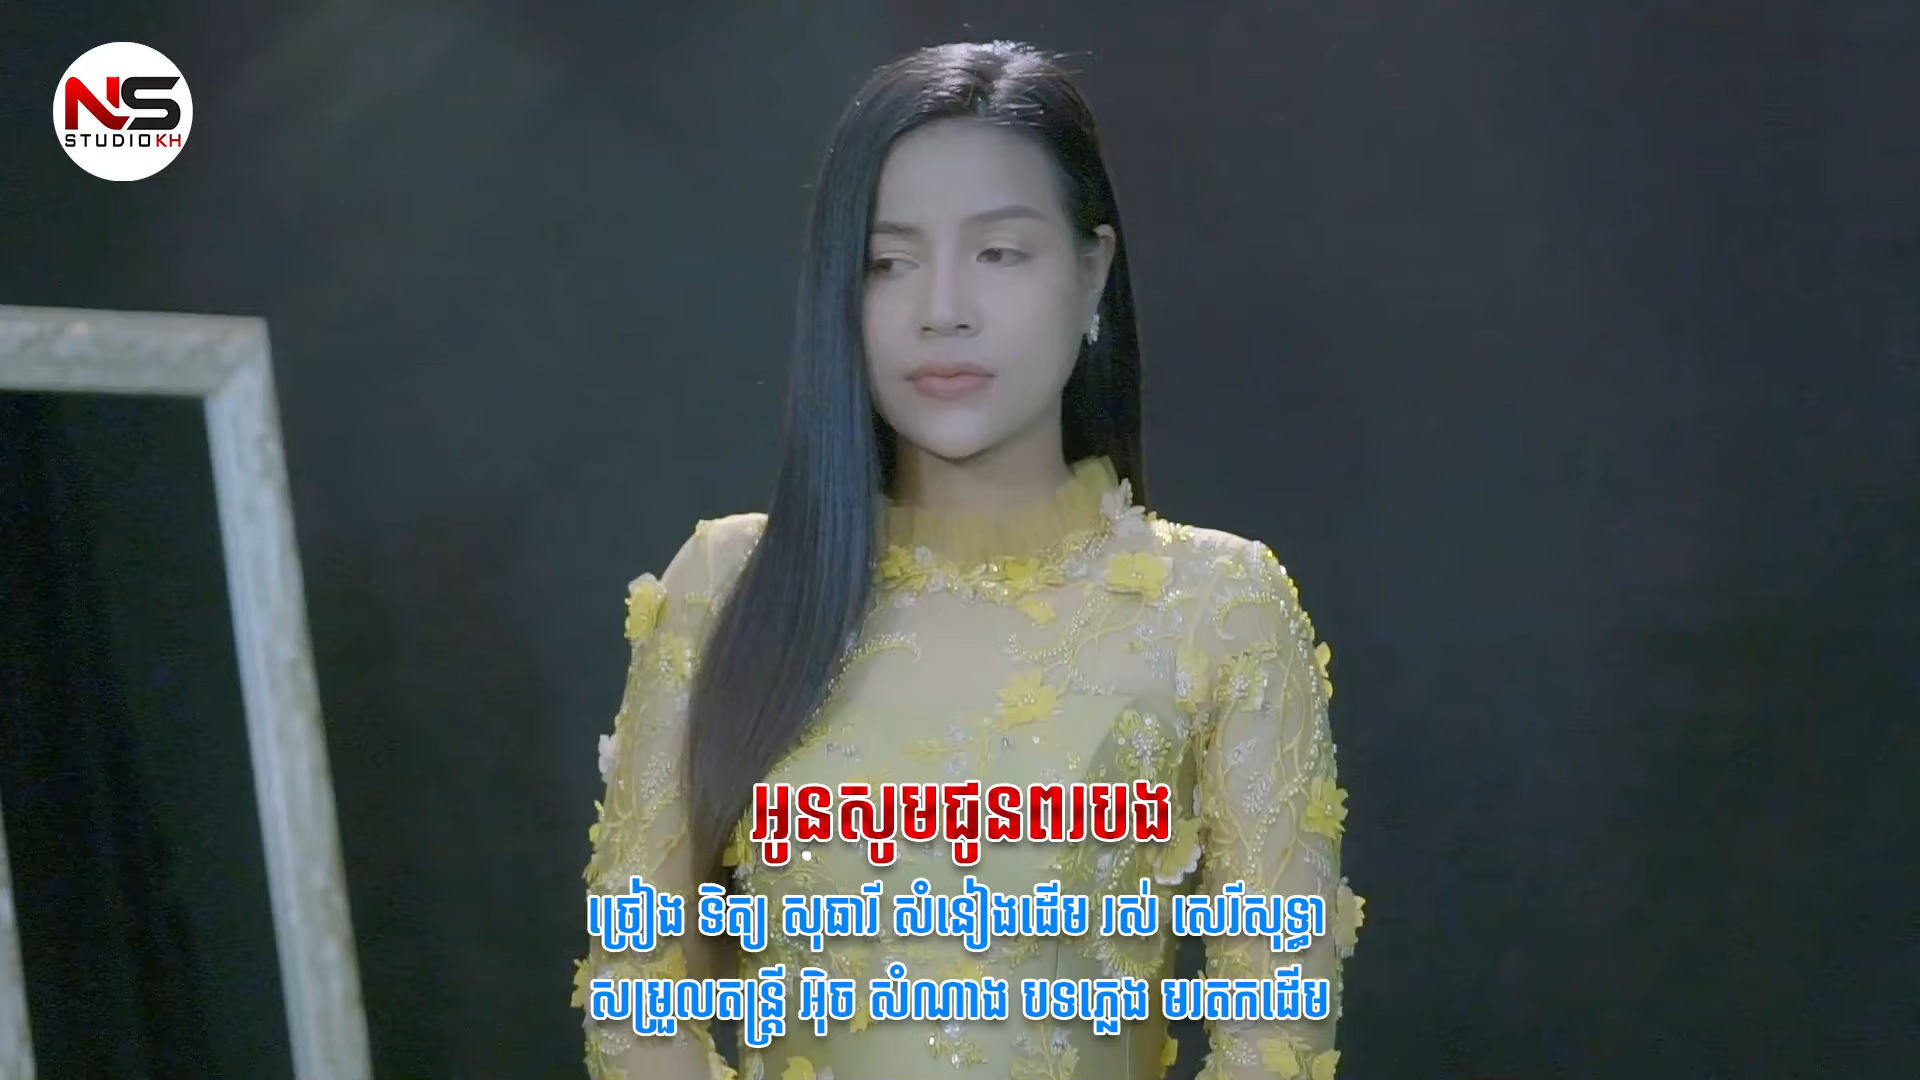 NS
STUDIOKH
អូនសូមជូនពរបង
ច្រៀង ទិត្យ សុធារី សំនៀងដើម រស់ សេរីសុទ្ធា
សម្រួលតន្ត្រី អ៊ិច សំណាង បទភ្លេង មរតកដើម